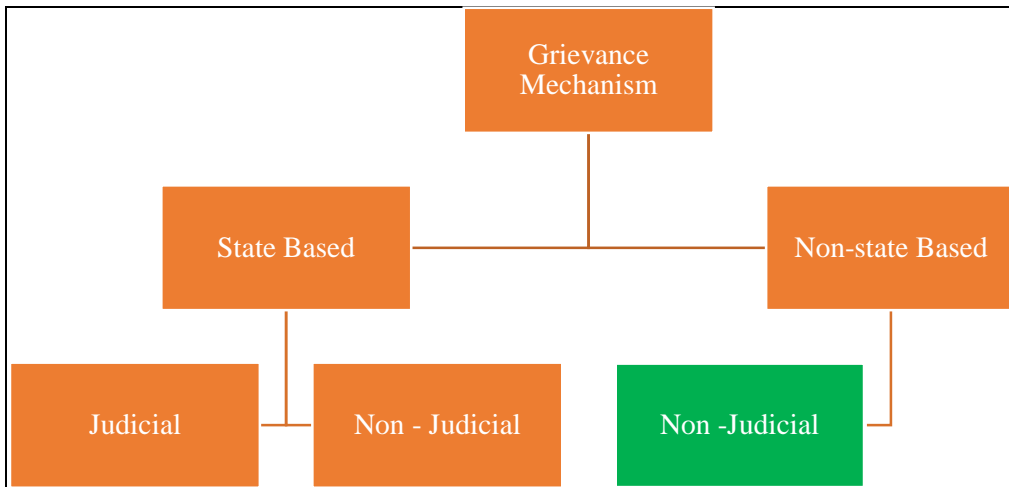 Grievance
Mechanism
State Based
Non-state Based
Judicial
Non - Judicial
Non -Judicial